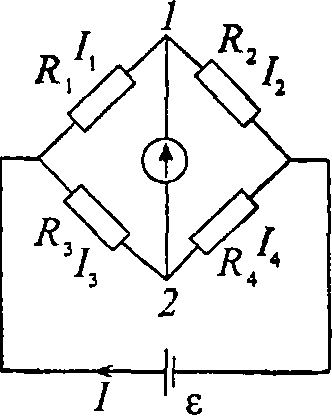 1
R₁ I₁ R₂ I₂
R₃ I₃ R₄ I₄
2
I ε